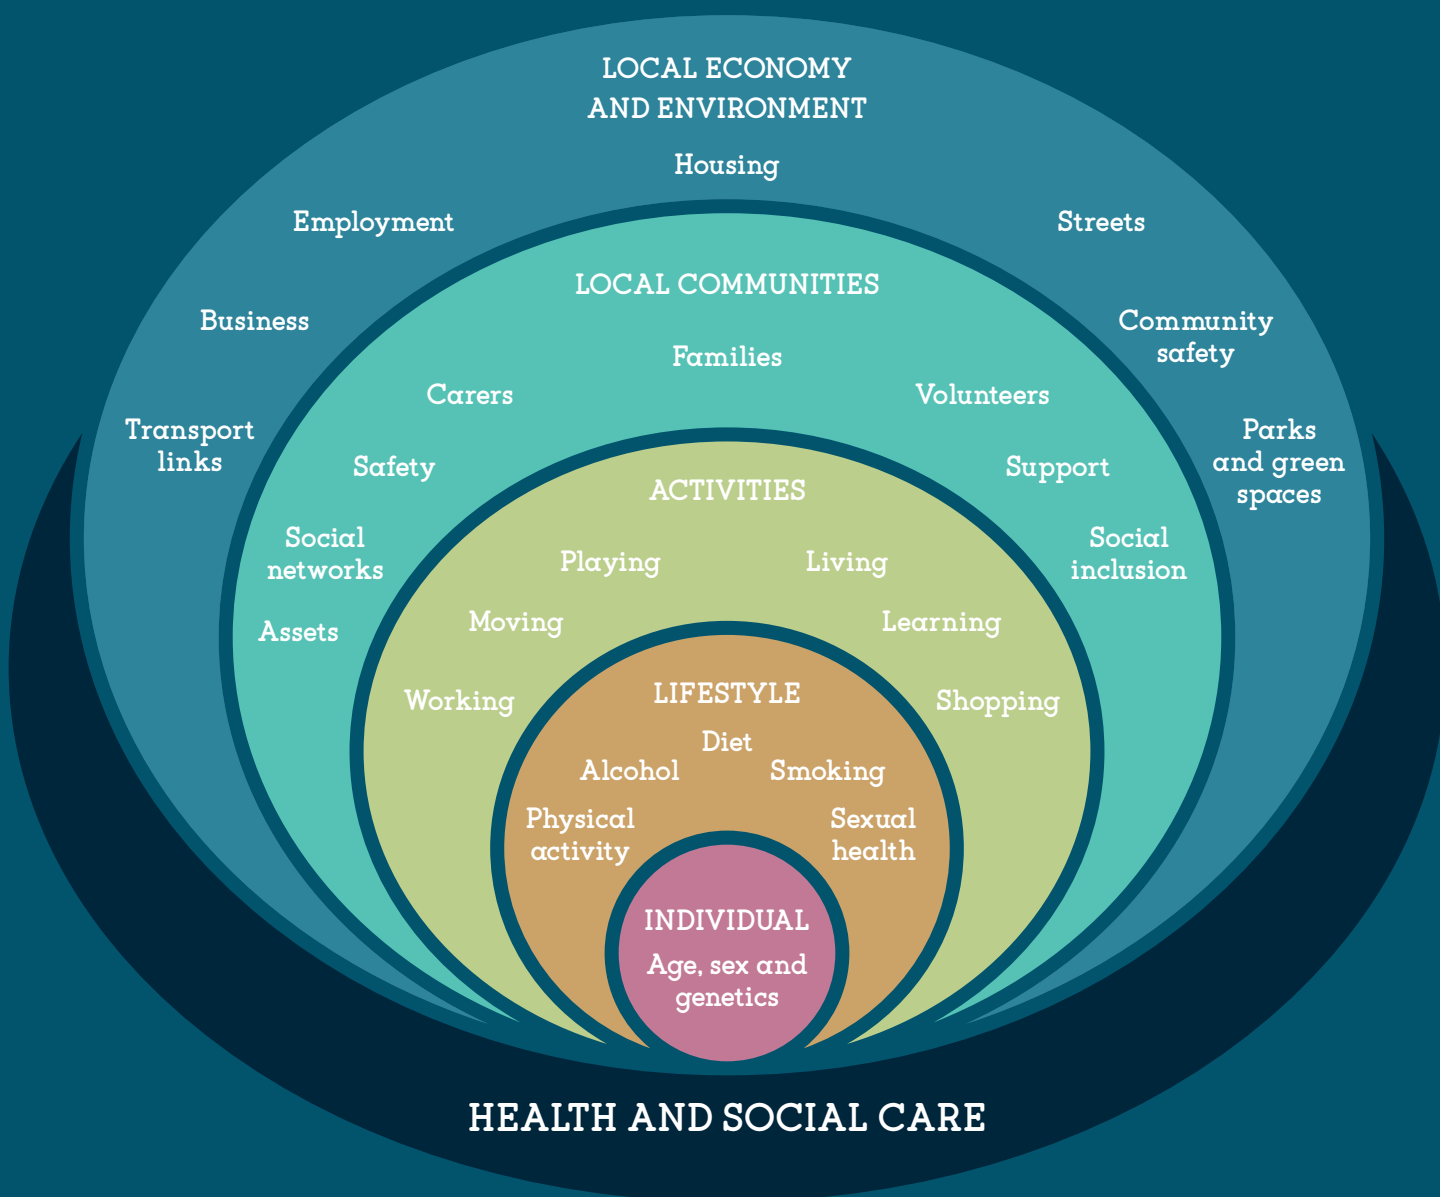 LOCAL ECONOMY
AND ENVIRONMENT
Housing
Employment
Streets
Business
Community
safety
Transport
links
Parks
and green
spaces
LOCAL COMMUNITIES
Families
Carers
Volunteers
Safety
Support
Social
networks
Social
inclusion
Assets
ACTIVITIES
Playing
Living
Moving
Learning
Working
Shopping
LIFESTYLE
Diet
Alcohol
Smoking
Physical
activity
Sexual
health
INDIVIDUAL
Age, sex and
genetics
HEALTH AND SOCIAL CARE